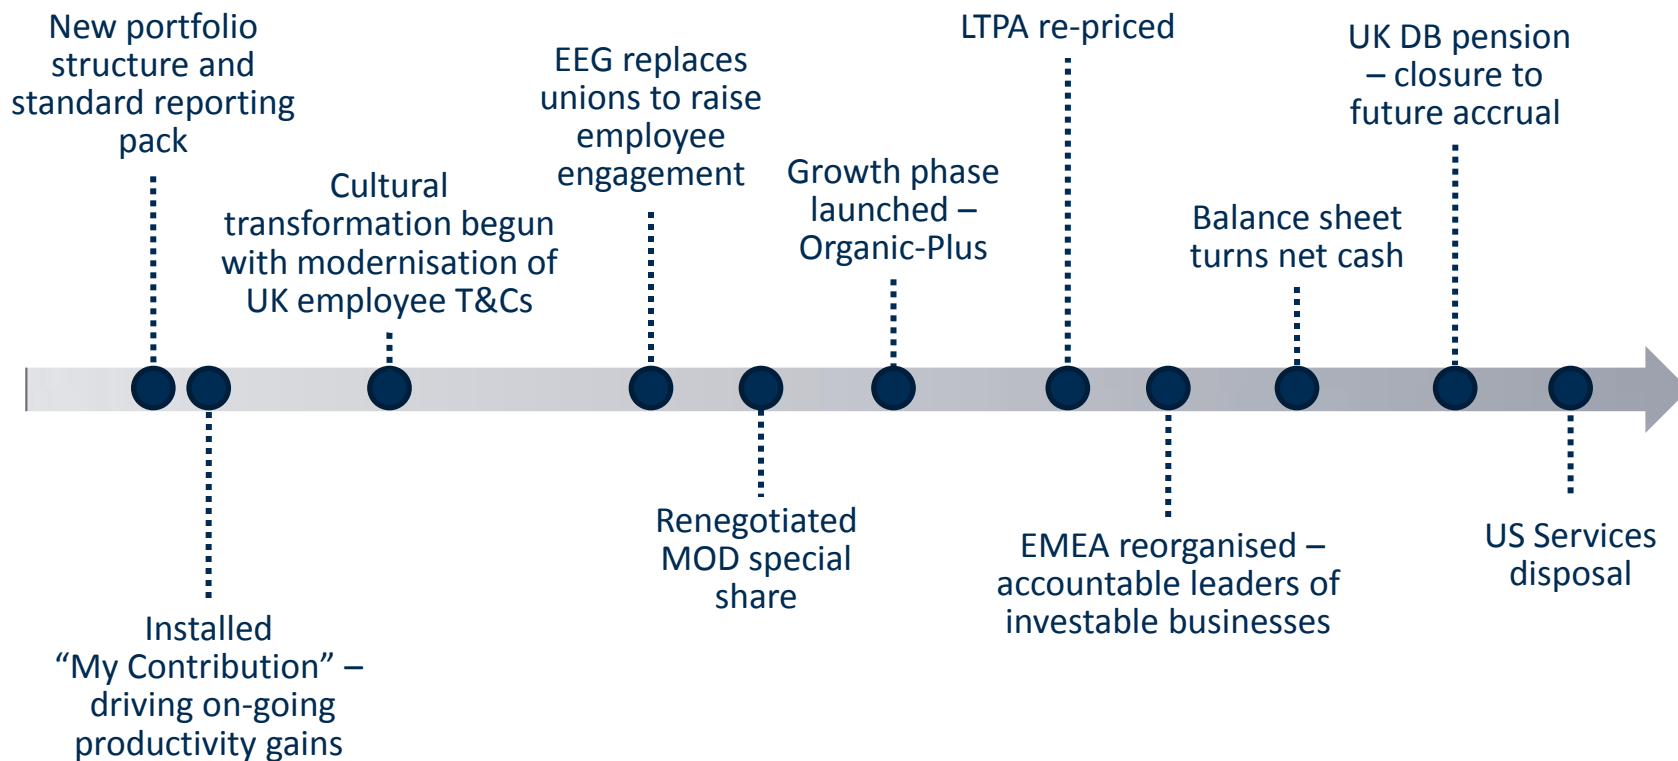 New portfolio
structure and
standard reporting
pack
Installed
“My Contribution” –
driving on-going
productivity gains
Cultural
transformation begun
with modernisation of
UK employee T&Cs
EEG replaces
unions to raise
employee
engagement
Renegotiated
MOD special
share
Growth phase
launched –
Organic-Plus
LTPA re-priced
EMEA reorganised –
accountable leaders of
investable businesses
Balance sheet
turns net cash
UK DB pension
– closure to
future accrual
US Services
disposal